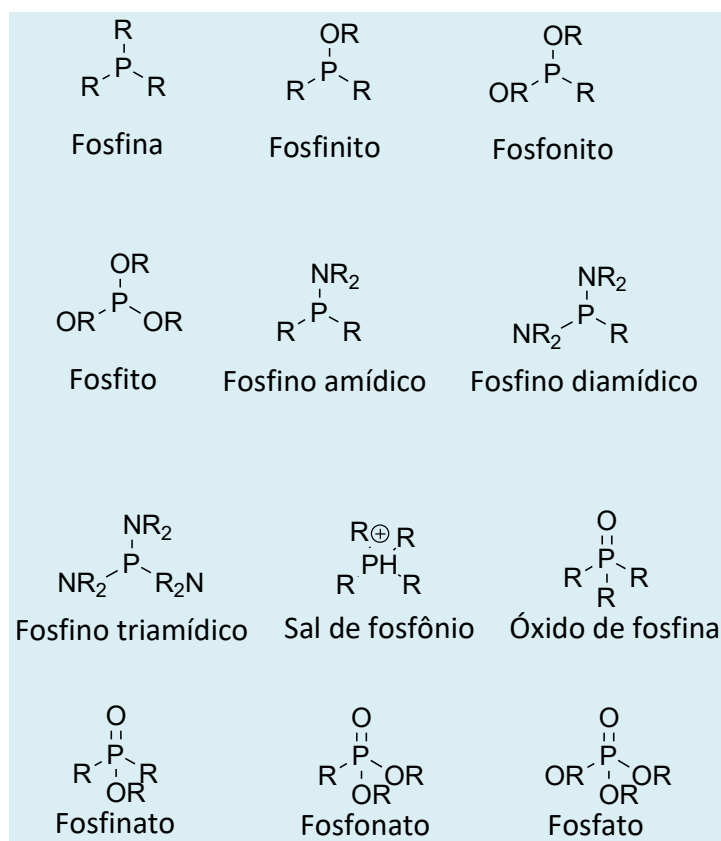 R
P
R R
Fosfina
OR
P
R R
Fosfinito
OR
P
OR R
Fosfonito
OR
P
OR OR
Fosfito
NR2
P
R R
Fosfino amídico
NR2
P
NR2 R
Fosfino diamídico
NR2
P
NR2 R2N
Fosfino triamídico
R + R
PH
R R
Sal de fosfônio
O
P
R R
R
Óxido de fosfina
O
P
R R
OR
Fosfinato
O
P
R OR
OR
Fosfonato
O
P
OR OR
OR
Fosfato